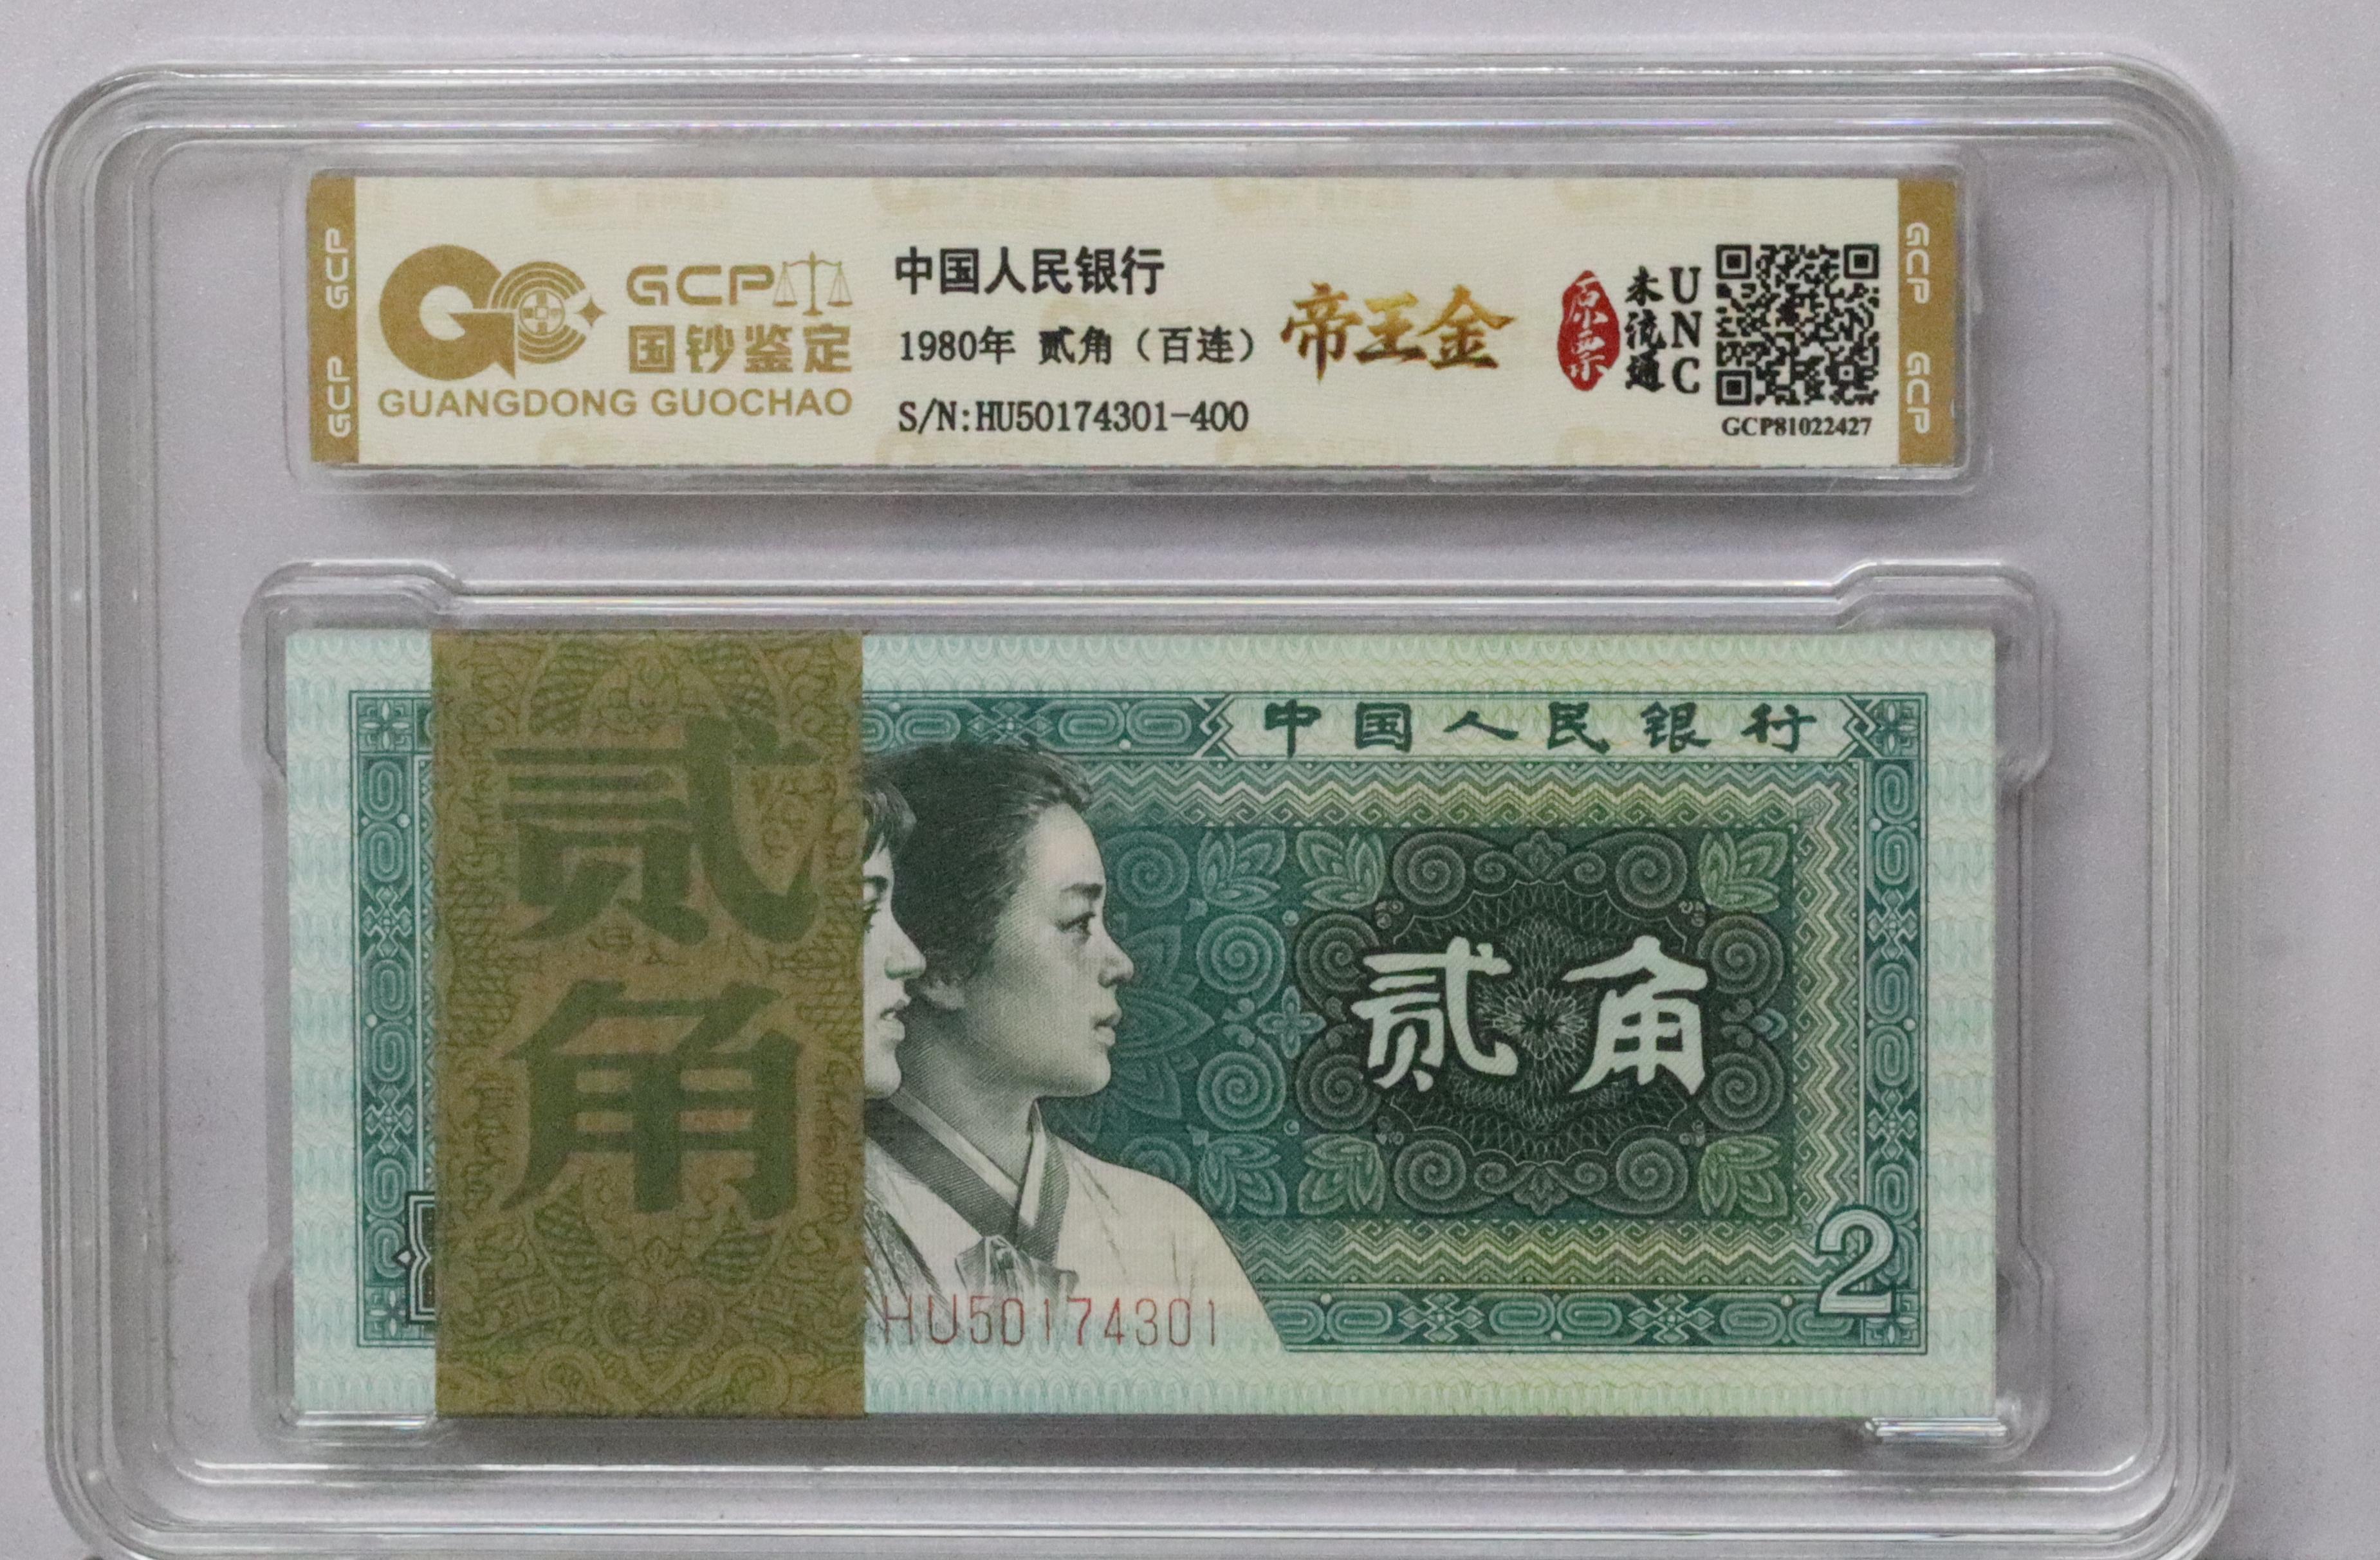 GCP GCP
GCP
国钞鉴定
GUANGDONG GUOCHAO
中国人民银行
1980年 贰角（百连）
S/N:HU50174301-400
帝王金
原票
未流通
UNC
GCP81022427
GCP GCP
贰角
中国人民银行
贰角
2
HU50174301